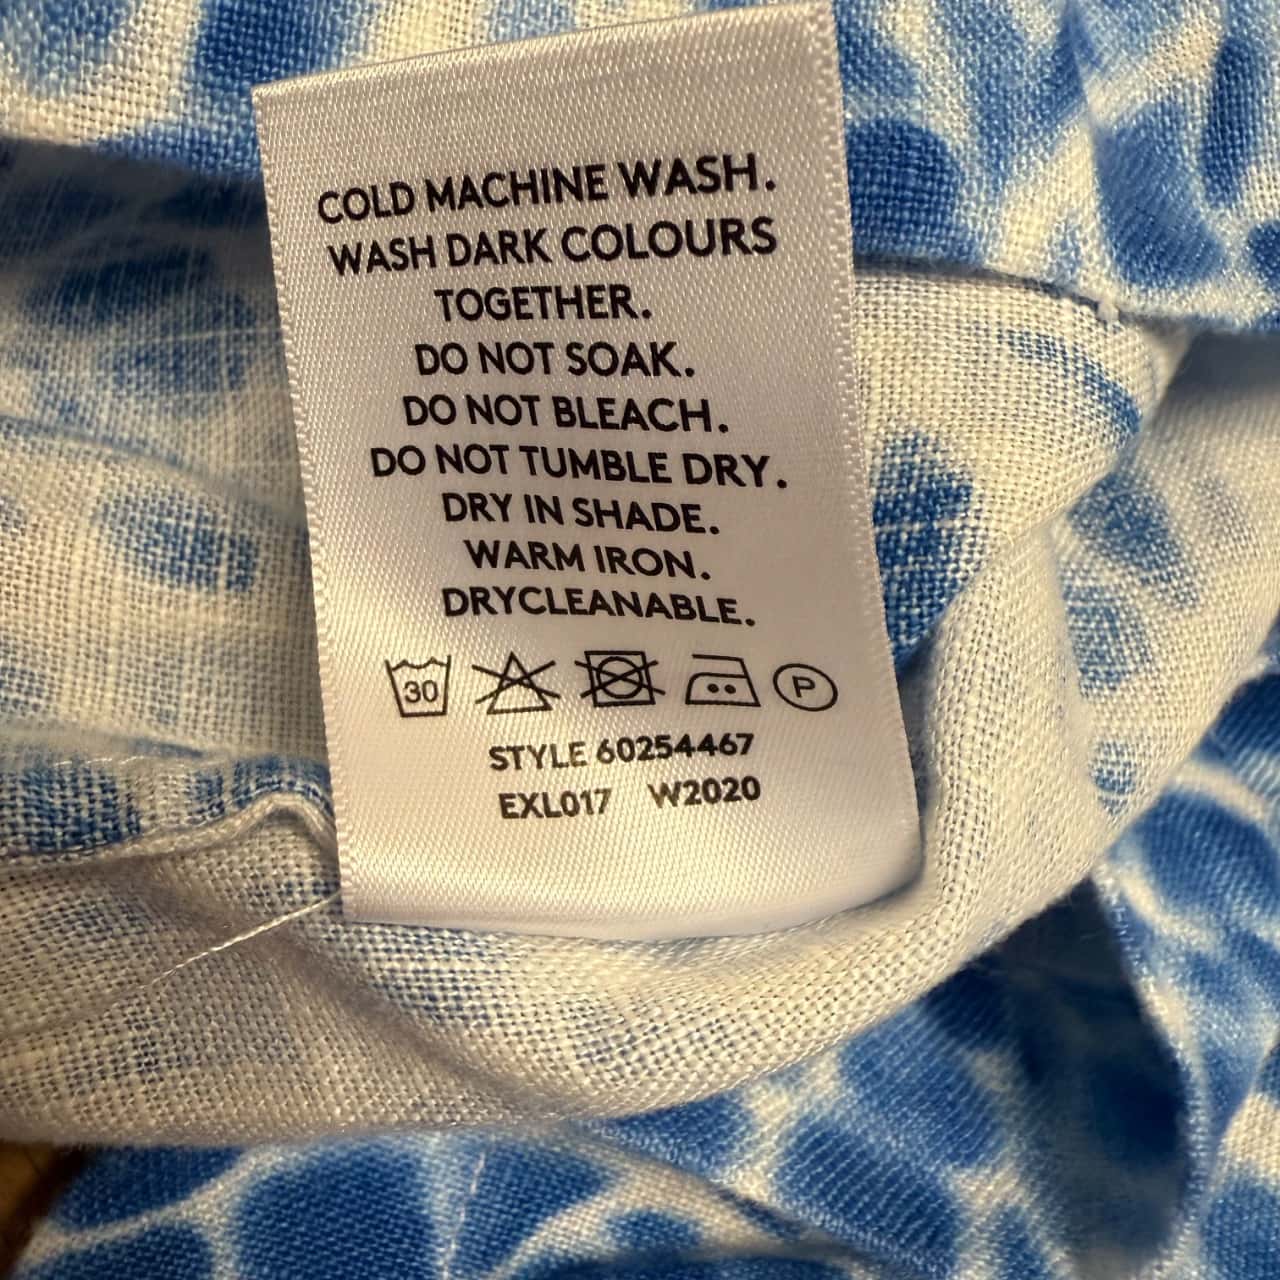 COLD MACHINE WASH.
WASH DARK COLOURS
TOGETHER.
DO NOT SOAK.
DO NOT BLEACH.
DO NOT TUMBLE DRY.
DRY IN SHADE.
WARM IRON.
DRYCLEANABLE.
30 P
STYLE 60254467
EXL017 W2020